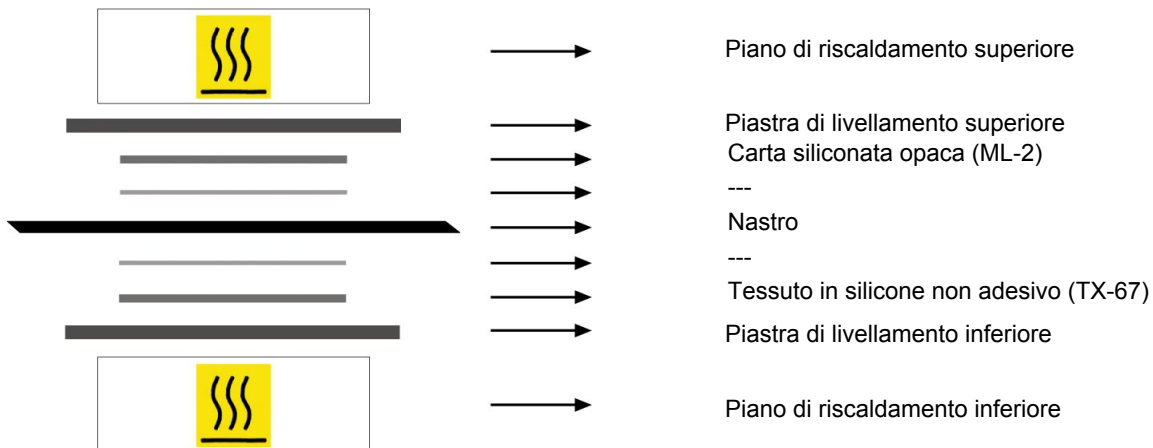 Piano di riscaldamento superiore
Piastra di livellamento superiore
Carta siliconata opaca (ML-2)
---
Nastro
---
Tessuto in silicone non adesivo (TX-67)
Piastra di livellamento inferiore
Piano di riscaldamento inferiore